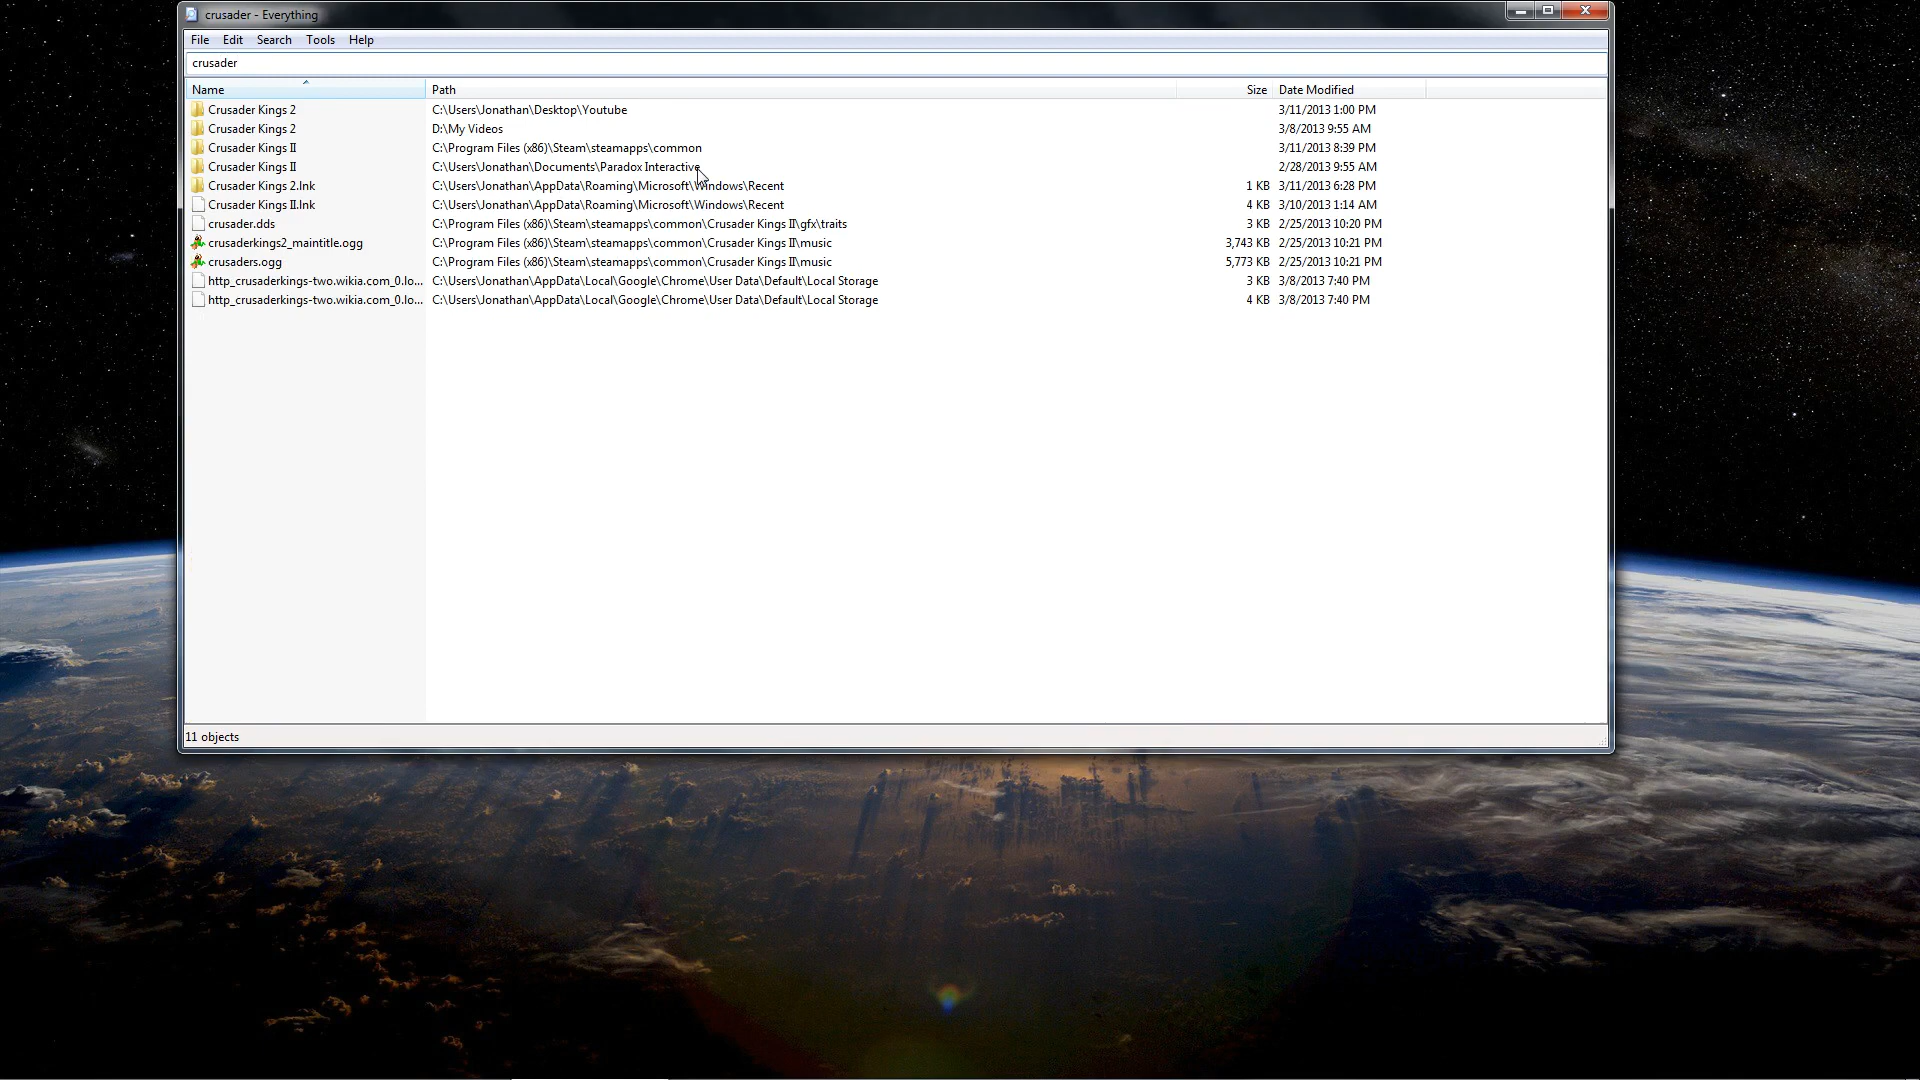 crusader - Everything
File Edit Search Tools Help
crusader
Name Path Size Date Modified
Crusader Kings 2 C:\Users\Jonathan\Desktop\Youtube 3/11/2013 1:00 PM
Crusader Kings 2 D:\My Videos 3/8/2013 9:55 AM
Crusader Kings II C:\Program Files (x86)\Steam\steamapps\common 3/11/2013 8:39 PM
Crusader Kings II C:\Users\Jonathan\Documents\Paradox Interactive 2/28/2013 9:55 AM
Crusader Kings 2.lnk C:\Users\Jonathan\AppData\Roaming\Microsoft\Windows\Recent 1 KB 3/11/2013 6:28 PM
Crusader Kings II.lnk C:\Users\Jonathan\AppData\Roaming\Microsoft\Windows\Recent 4 KB 3/10/2013 1:14 AM
crusader.dds C:\Program Files (x86)\Steam\steamapps\common\Crusader Kings II\gfx\traits 3 KB 2/25/2013 10:20 PM
crusaderkings2_maintitle.ogg C:\Program Files (x86)\Steam\steamapps\common\Crusader Kings II\music 3,743 KB 2/25/2013 10:21 PM
crusaders.ogg C:\Program Files (x86)\Steam\steamapps\common\Crusader Kings II\music 5,773 KB 2/25/2013 10:21 PM
http_crusaderkings-two.wikia.com_0.lo... C:\Users\Jonathan\AppData\Local\Google\Chrome\User Data\Default\Local Storage 3 KB 3/8/2013 7:40 PM
http_crusaderkings-two.wikia.com_0.lo... C:\Users\Jonathan\AppData\Local\Google\Chrome\User Data\Default\Local Storage 4 KB 3/8/2013 7:40 PM
11 objects